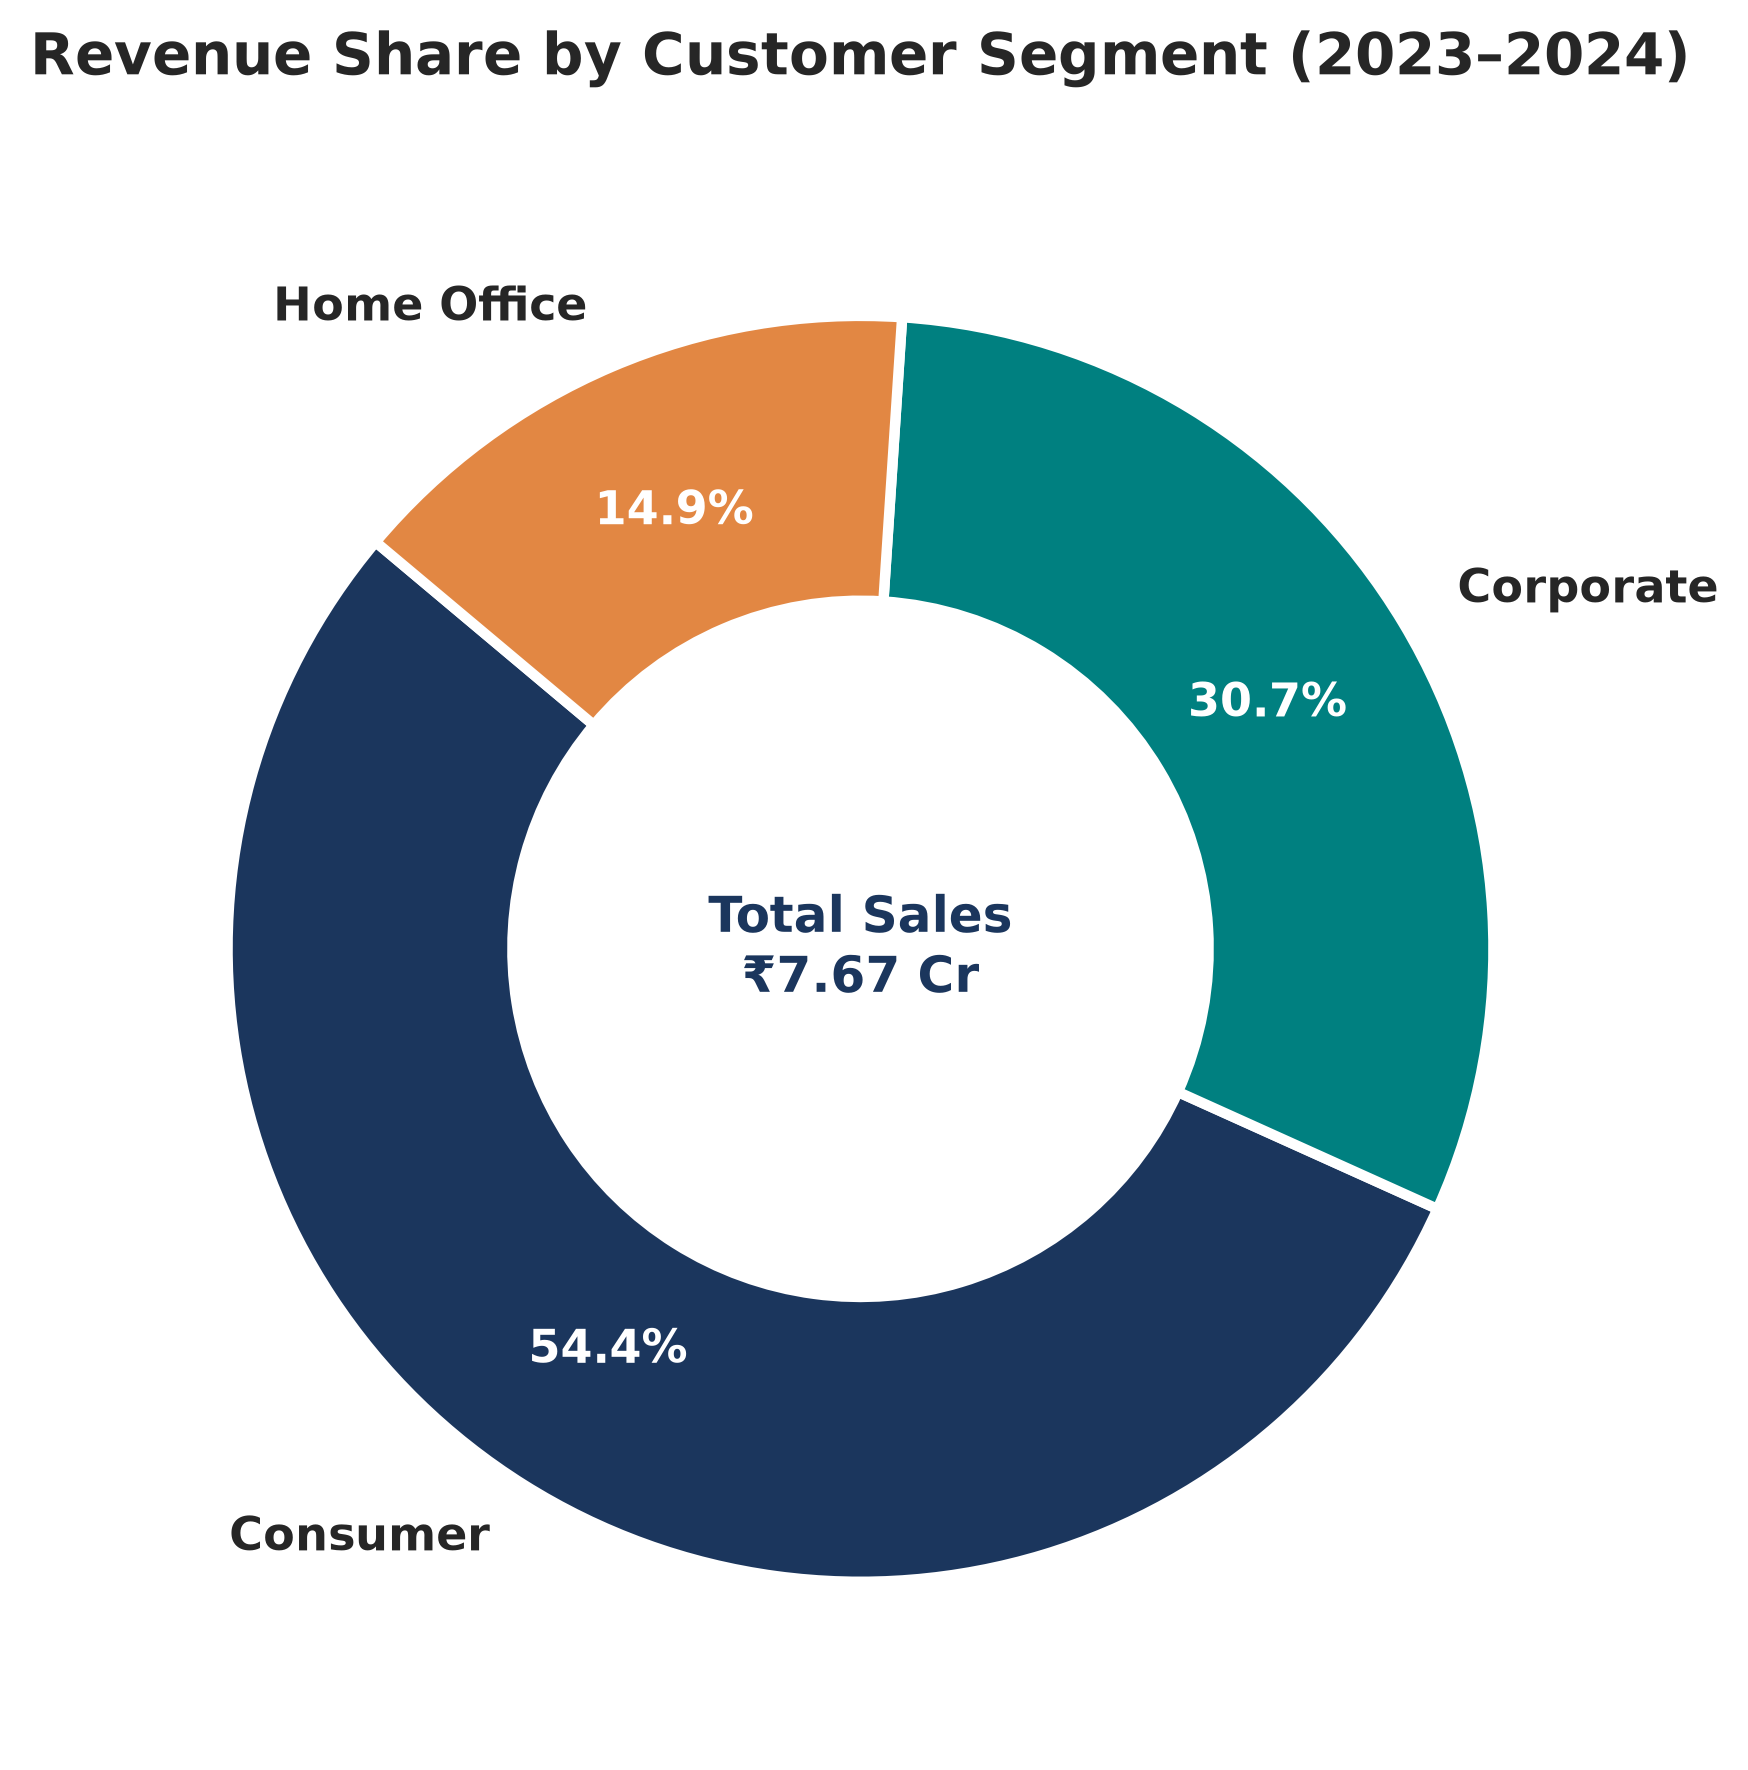 Revenue Share by Customer Segment (2023–2024)
Home Office
14.9%
Corporate
30.7%
Total Sales
₹7.67 Cr
54.4%
Consumer